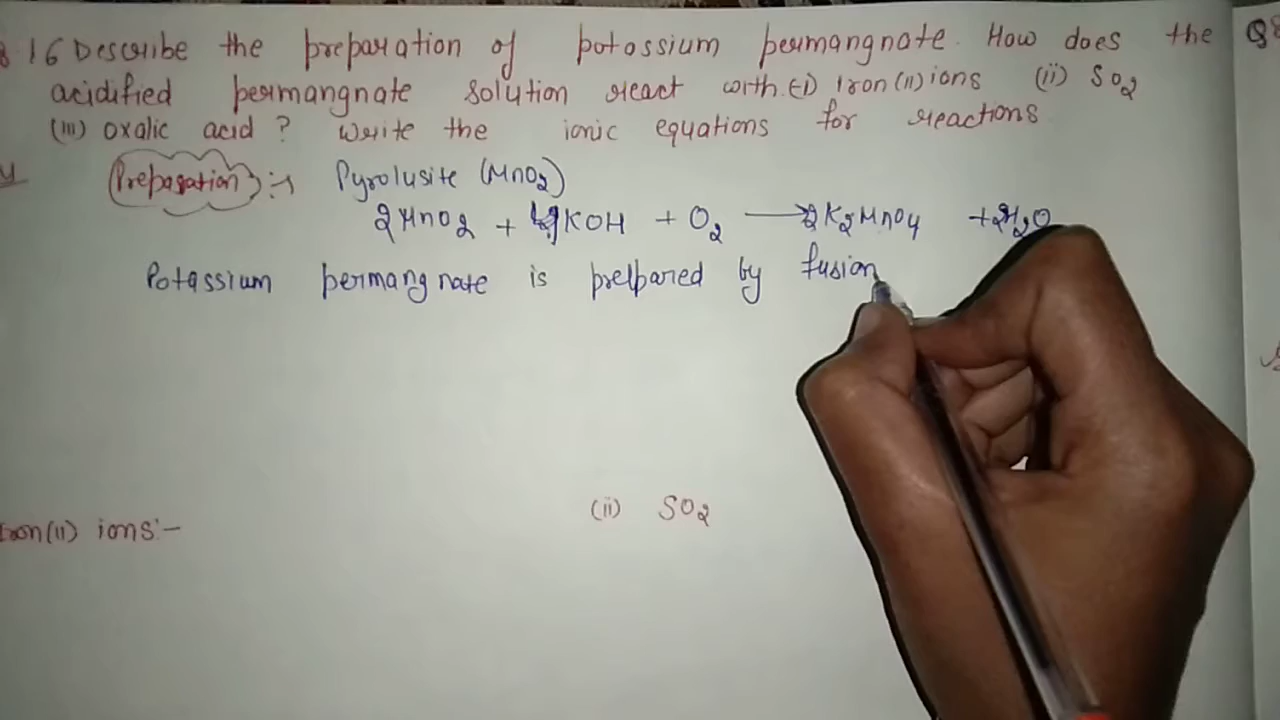 8.16 Describe the preparation of potassium permangnate. How does the
acidified permangnate solution react with (i) Iron(II) ions (ii) SO2
(III) oxalic acid? Write the ionic equations for reactions
Preparation :→ Pyrolusite (MnO2)
2MnO2 + 4KOH + O2 → 2K2MnO4 + 2H2O
Potassium permangnate is prepared by fusion
Iron(II) ions:-
(ii) SO2